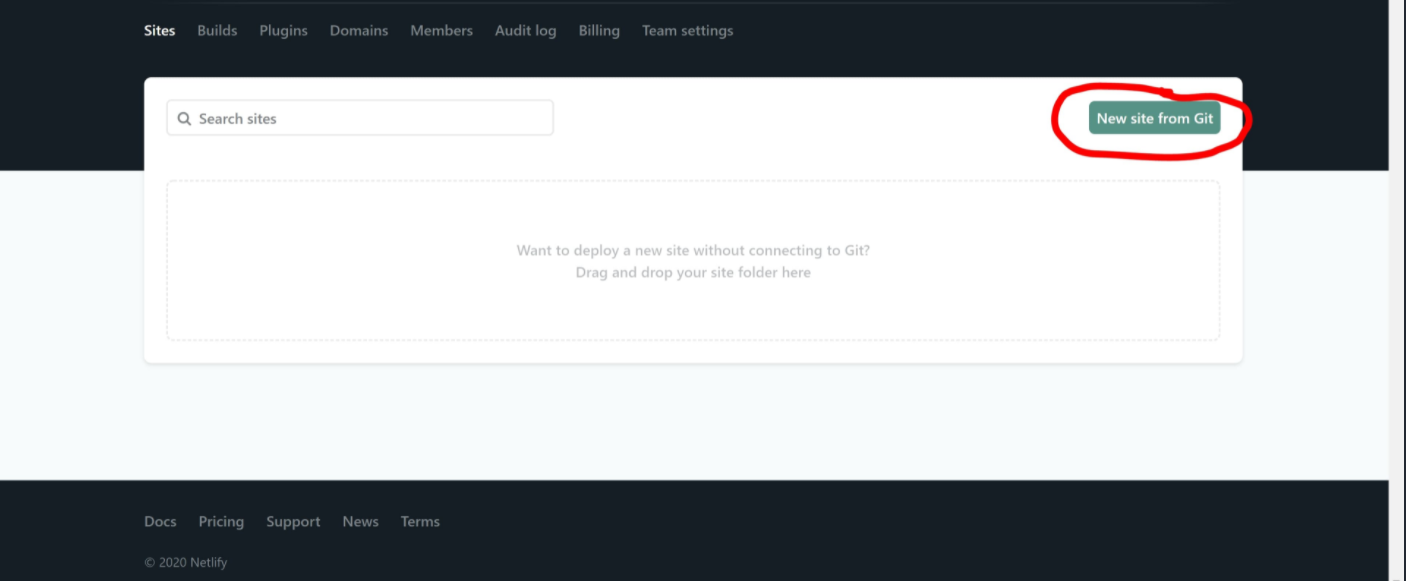 Sites Builds Plugins Domains Members Audit log Billing Team settings
Search sites
New site from Git
Want to deploy a new site without connecting to Git?
Drag and drop your site folder here
Docs Pricing Support News Terms
© 2020 Netlify